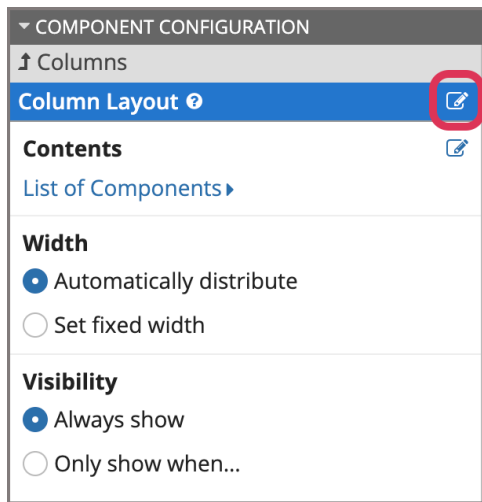 COMPONENT CONFIGURATION
Columns
Column Layout
Contents
List of Components
Width
Automatically distribute
Set fixed width
Visibility
Always show
Only show when...